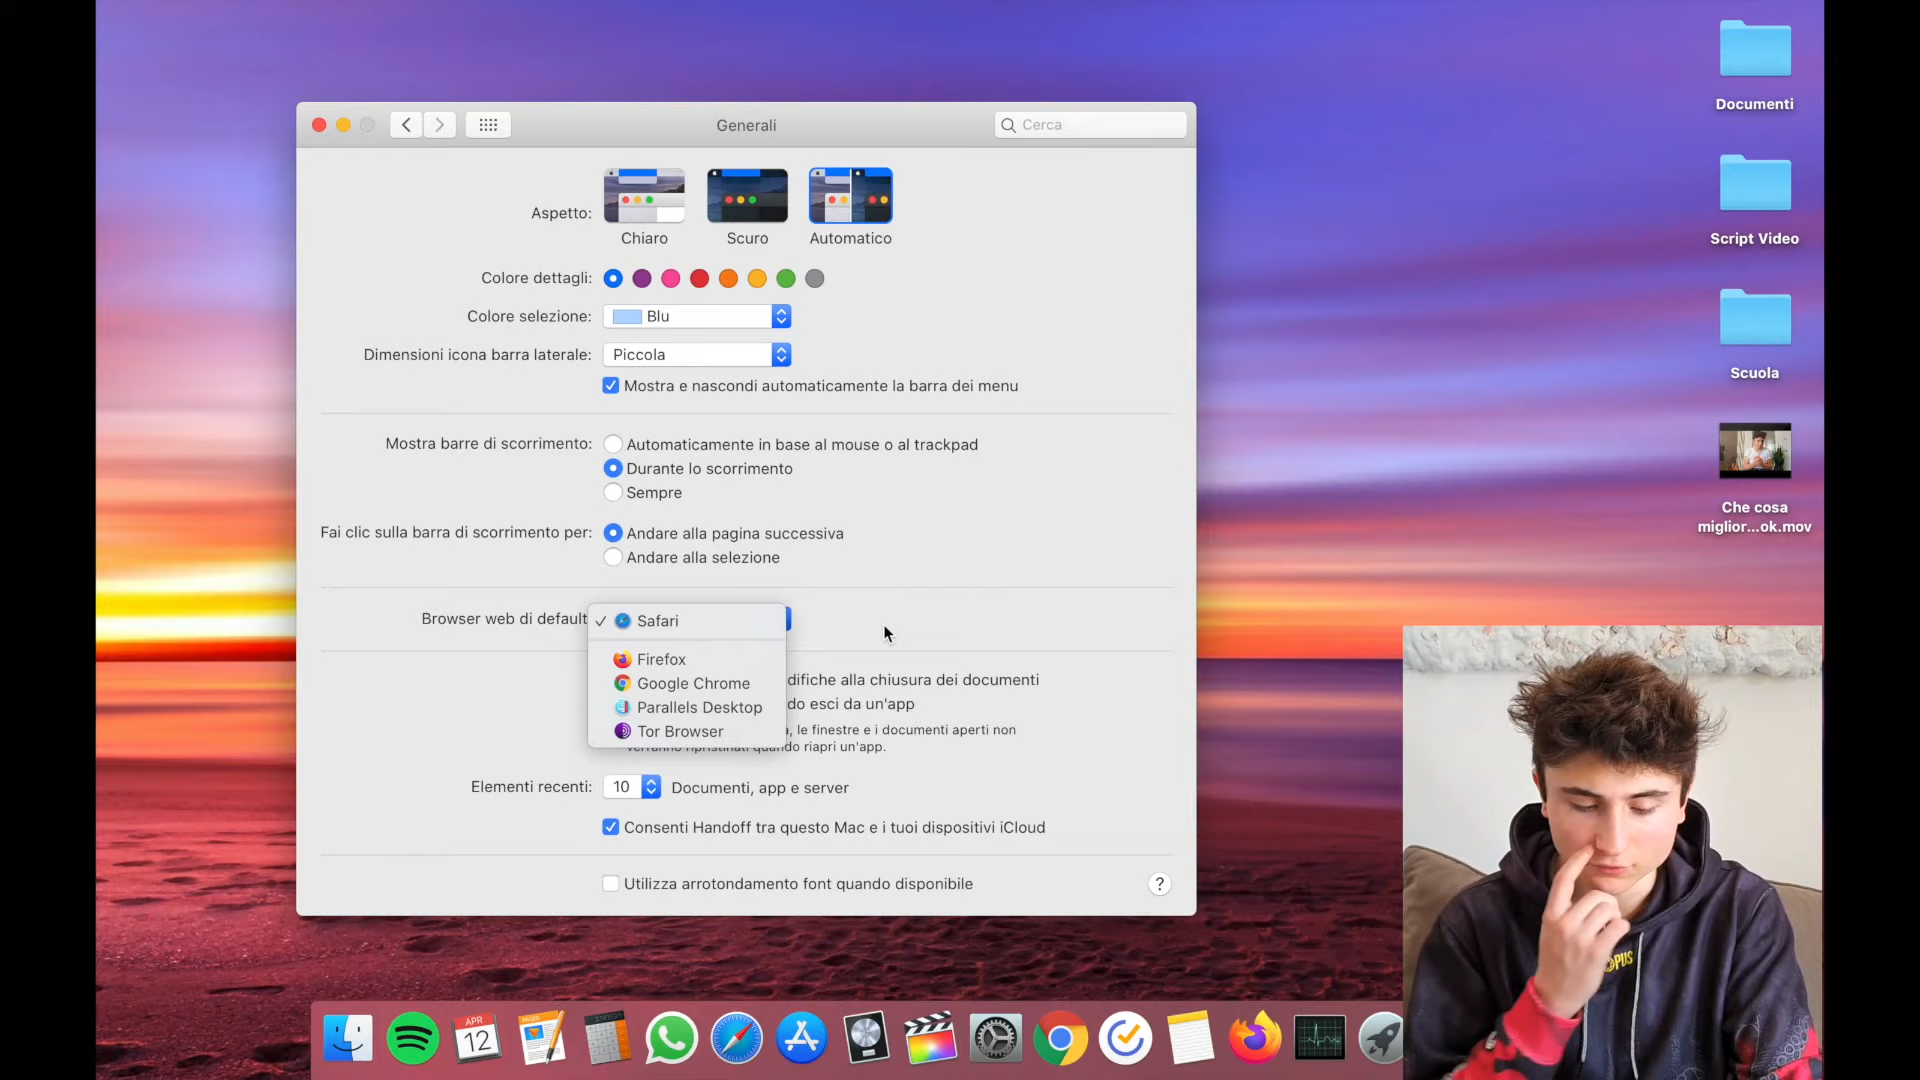 Generali
Cerca
Aspetto:
Chiaro
Scuro
Automatico
Colore dettagli:
Colore selezione:
Blu
Dimensioni icona barra laterale:
Piccola
Mostra e nascondi automaticamente la barra dei menu
Mostra barre di scorrimento:
Automaticamente in base al mouse o al trackpad
Durante lo scorrimento
Sempre
Fai clic sulla barra di scorrimento per:
Andare alla pagina successiva
Andare alla selezione
Browser web di default
✓ Safari
Firefox
Google Chrome
Parallels Desktop
Tor Browser
difiche alla chiusura dei documenti
do esci da un'app
, le finestre e i documenti aperti non
verranno ripristinati quando riapri un'app.
Elementi recenti:
10
Documenti, app e server
Consenti Handoff tra questo Mac e i tuoi dispositivi iCloud
Utilizza arrotondamento font quando disponibile
?
Documenti
Script Video
Scuola
Che cosa
miglior...ok.mov
APR
12
PAGES
OPUS